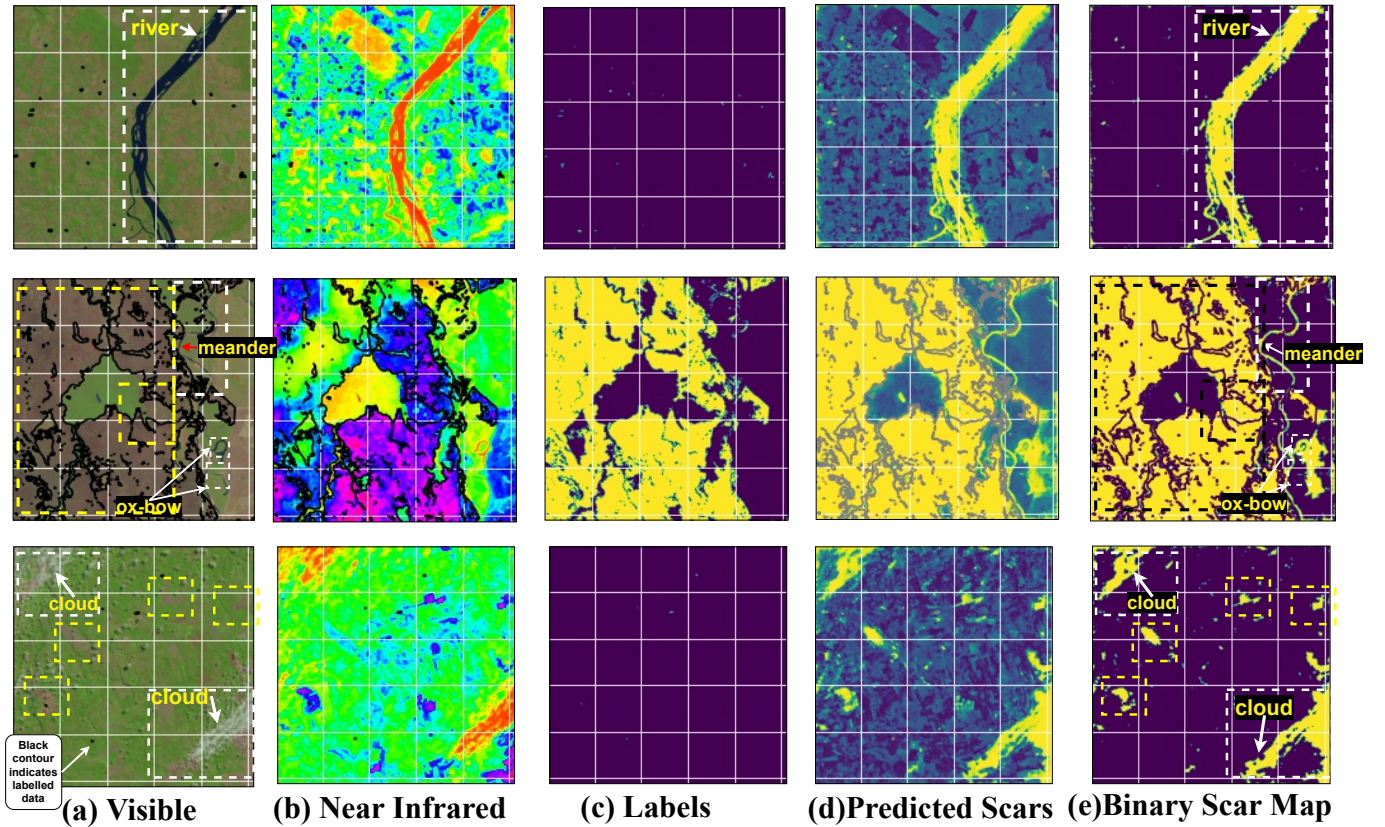 river
river
meander
meander
ox-bow
ox-bow
cloud
cloud
cloud
cloud
Black
contour
indicates
labelled
data
(a) Visible
(b) Near Infrared
(c) Labels
(d)Predicted Scars
(e)Binary Scar Map